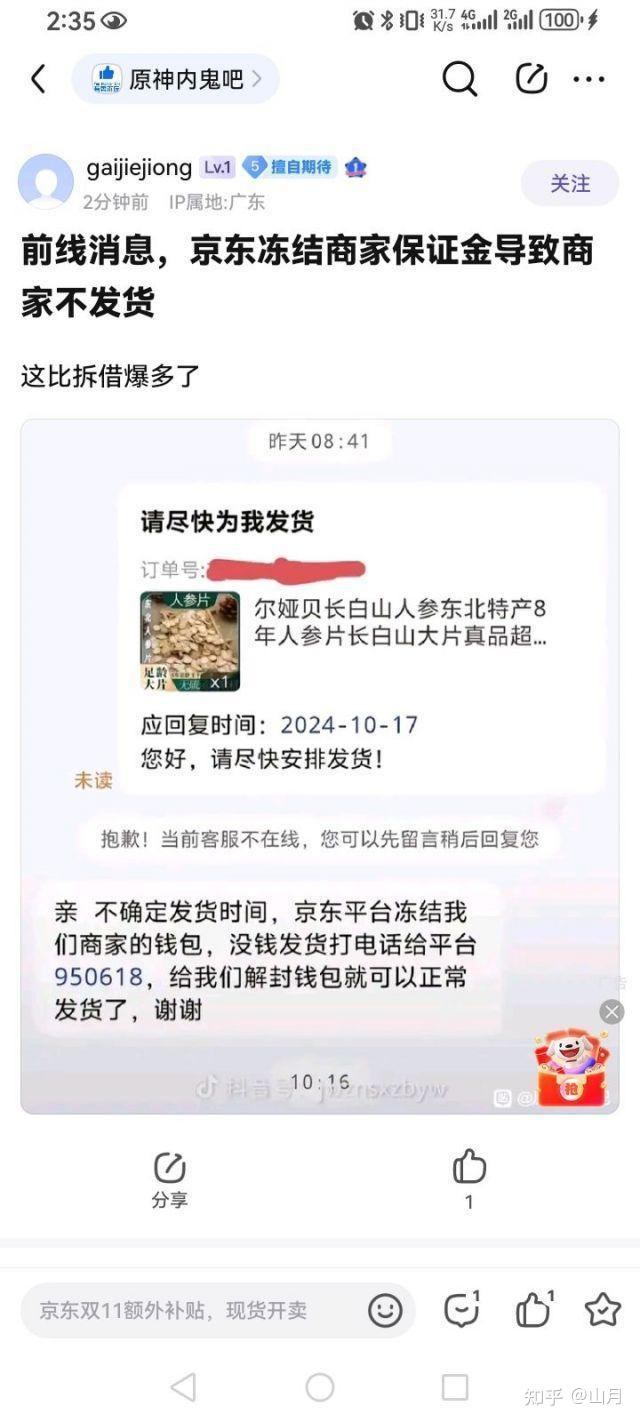 2:35
31.7 K/s 4G 2G 100
原神内鬼吧
gaijiejiong Lv.1 5 擅自期待 1
2分钟前 IP属地:广东
关注
前线消息，京东冻结商家保证金导致商
家不发货
这比拆借爆多了
昨天08:41
请尽快为我发货
订单号:
人参片
东北人参片
足龄
大片
无硫
x1
尔娅贝长白山人参东北特产8
年人参片长白山大片真品超...
应回复时间：2024-10-17
您好，请尽快安排发货！
未读
抱歉！当前客服不在线，您可以先留言稍后回复您
亲 不确定发货时间，京东平台冻结我
们商家的钱包，没钱发货打电话给平台
950618，给我们解封钱包就可以正常
发货了，谢谢
广告
抢
10:16
抖音号
分享
1
京东双11额外补贴，现货开卖
1
1
知乎 @山月